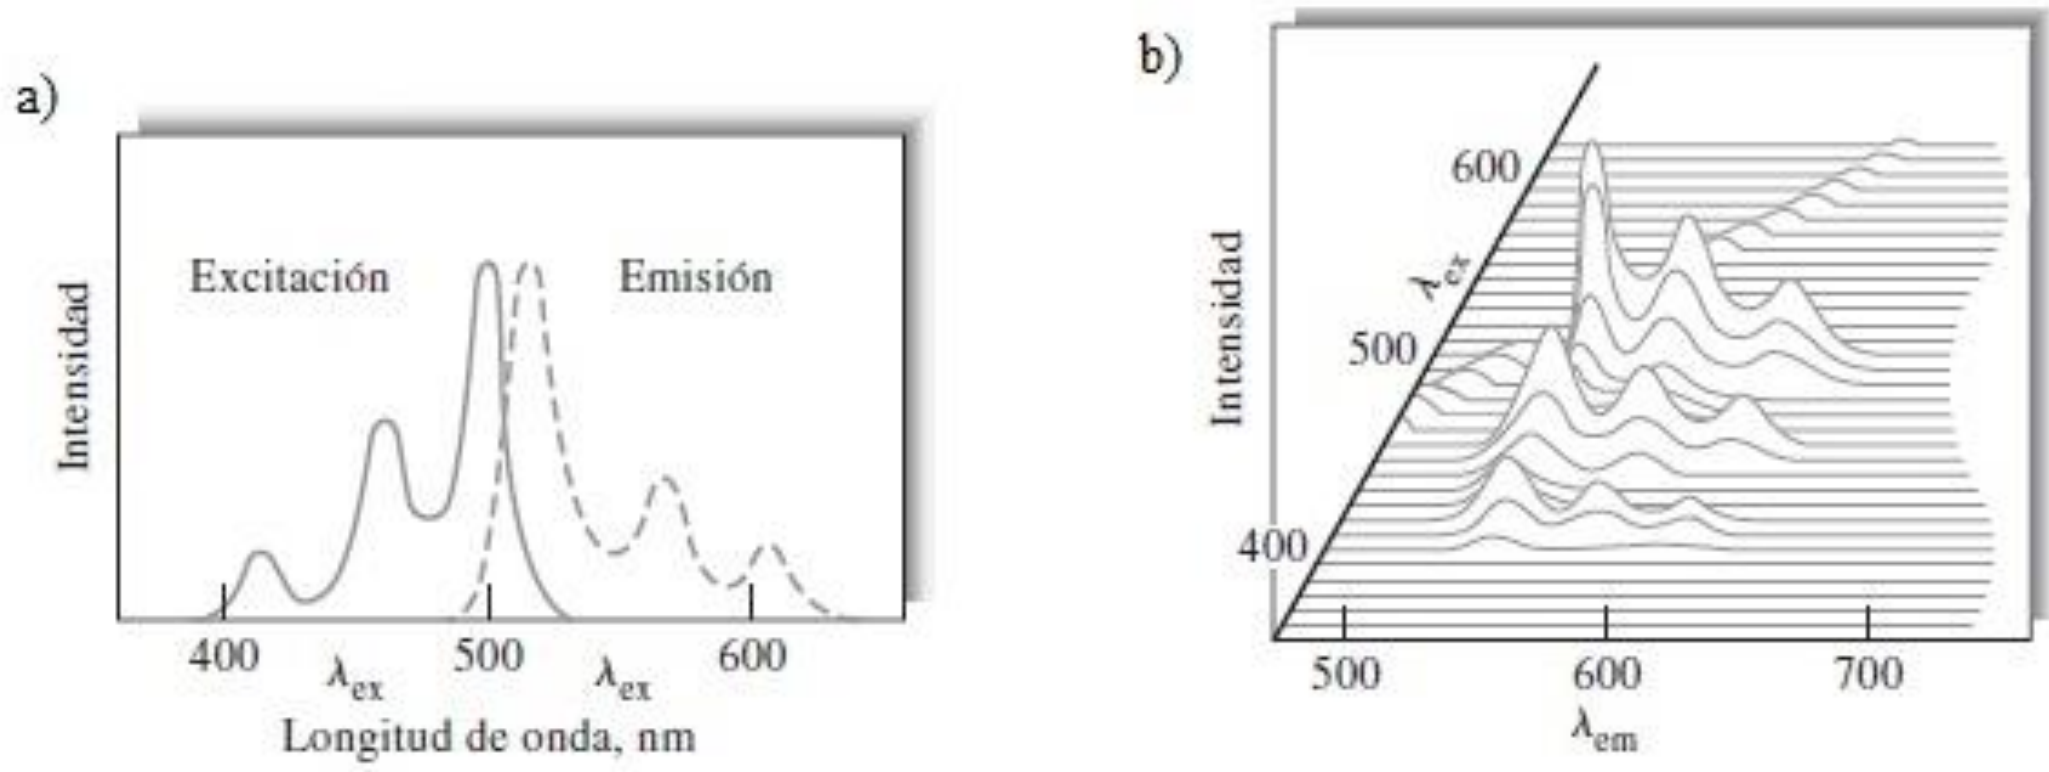 a)
Intensidad
Excitación
Emisión
400
500
600
λex
λex
Longitud de onda, nm
b)
Intensidad
λex
600
500
400
500
600
700
λem